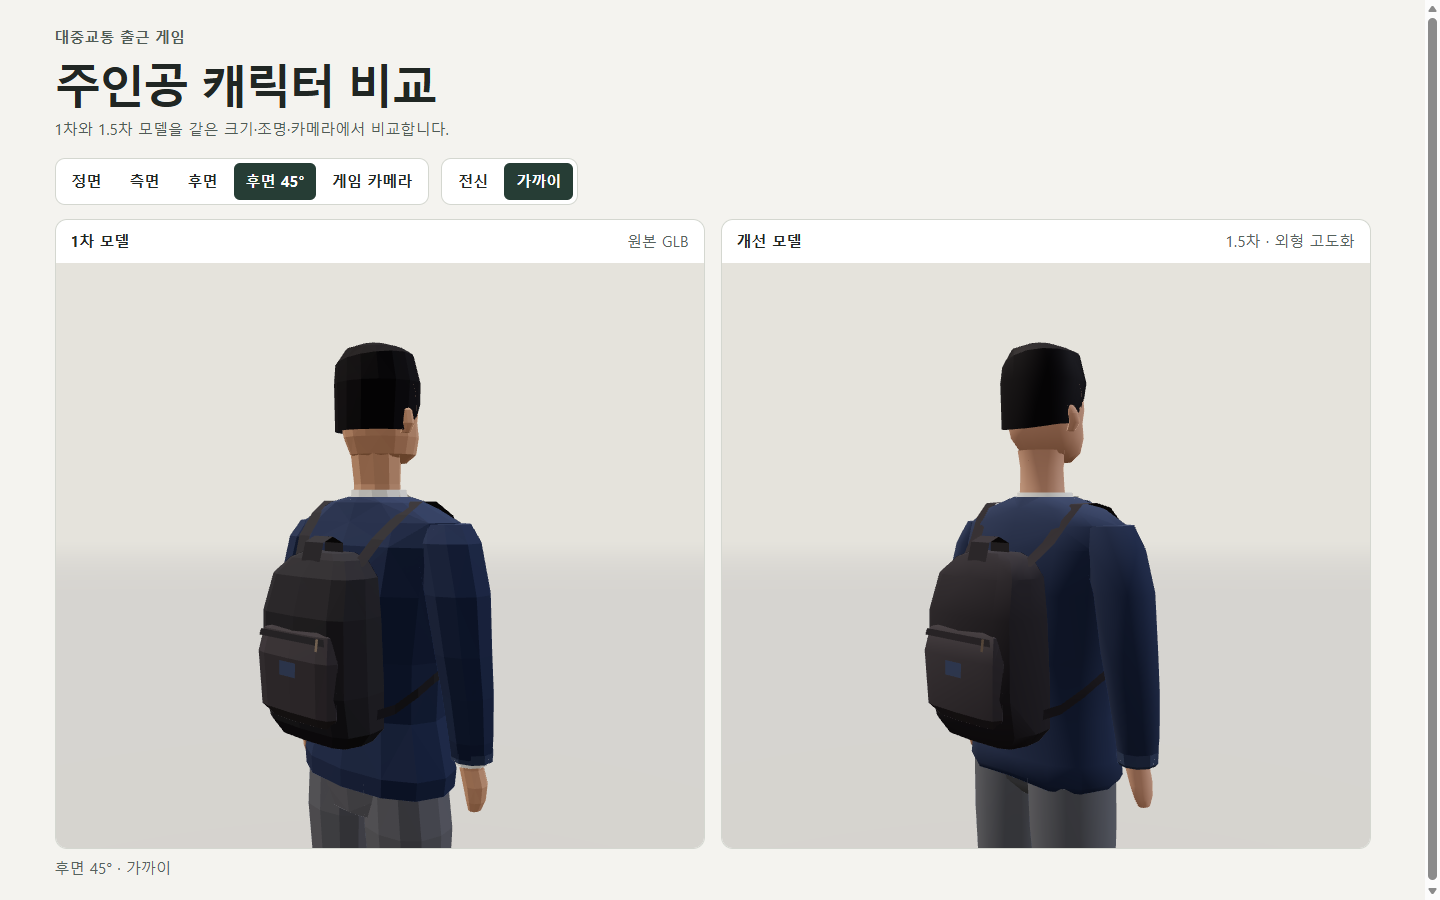 대중교통 출근 게임
주인공 캐릭터 비교
1차와 1.5차 모델을 같은 크기·조명·카메라에서 비교합니다.
정면 측면 후면 후면 45° 게임 카메라 전신 가까이
1차 모델 원본 GLB
개선 모델 1.5차 · 외형 고도화
후면 45° · 가까이